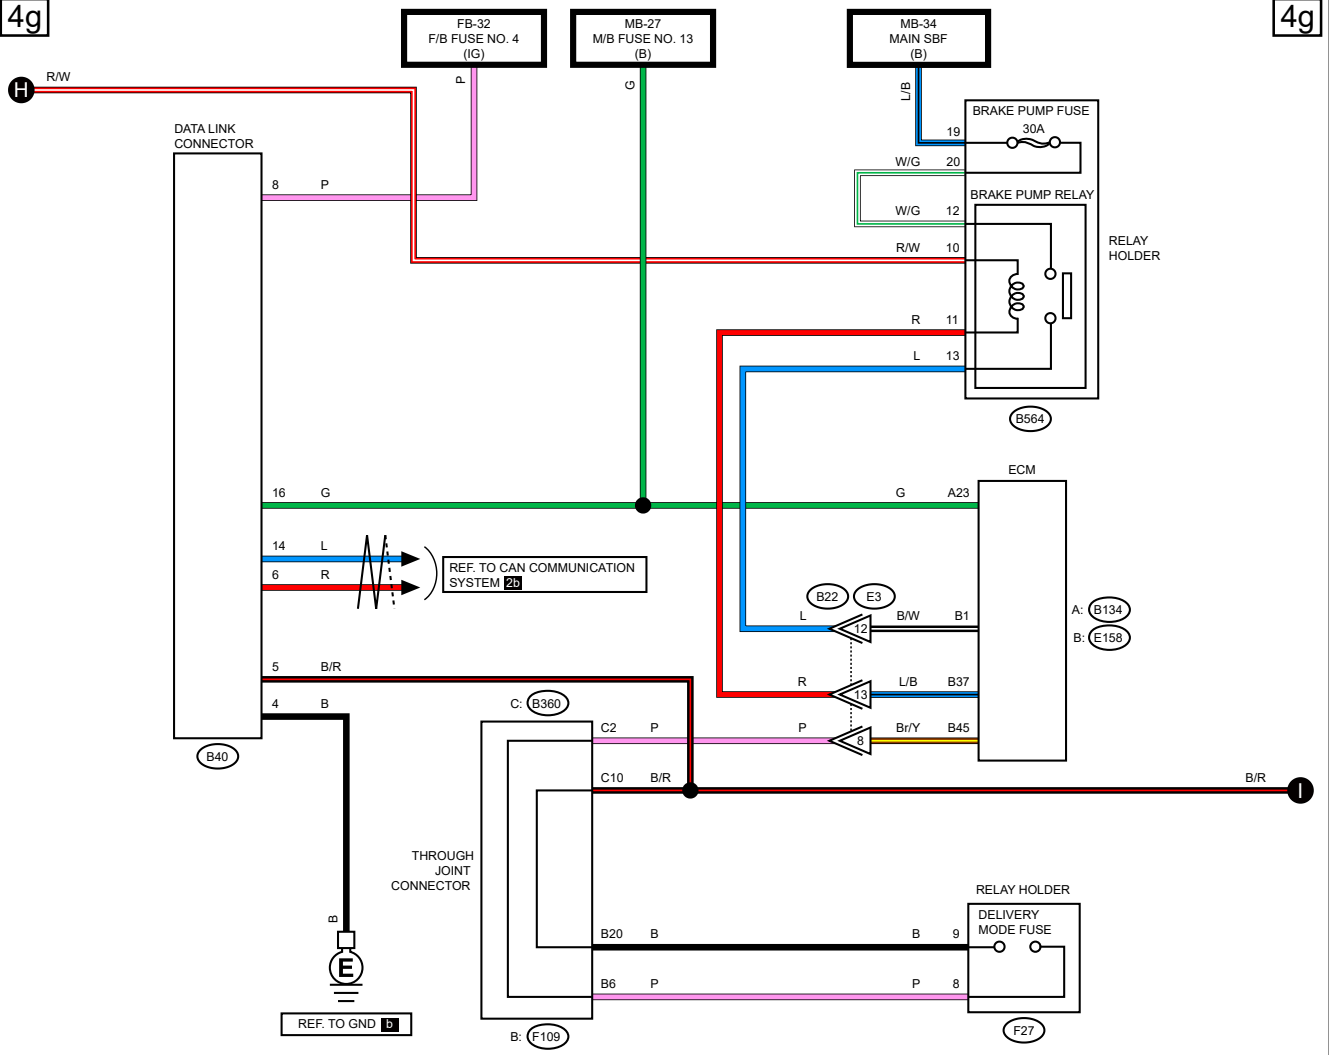 4g
4g
FB-32
F/B FUSE NO. 4
(IG)
MB-27
M/B FUSE NO. 13
(B)
MB-34
MAIN SBF
(B)
H
R/W
P
G
L/B
DATA LINK
CONNECTOR
BRAKE PUMP FUSE
30A
19
W/G 20
8 P
BRAKE PUMP RELAY
W/G 12
R/W 10
RELAY
HOLDER
R 11
L 13
B564
ECM
16 G
G A23
14 L
6 R
REF. TO CAN COMMUNICATION
SYSTEM 2b
B22 E3
L 12 B/W B1
A: B134
B: E158
5 B/R
R 13 L/B B37
4 B
C: B360
C2 P
P 8 Br/Y B45
B40
C10 B/R
B/R
I
THROUGH
JOINT
CONNECTOR
RELAY HOLDER
DELIVERY
MODE FUSE
B
B20 B
B 9
E
B6 P
P 8
REF. TO GND b
B: F109
F27